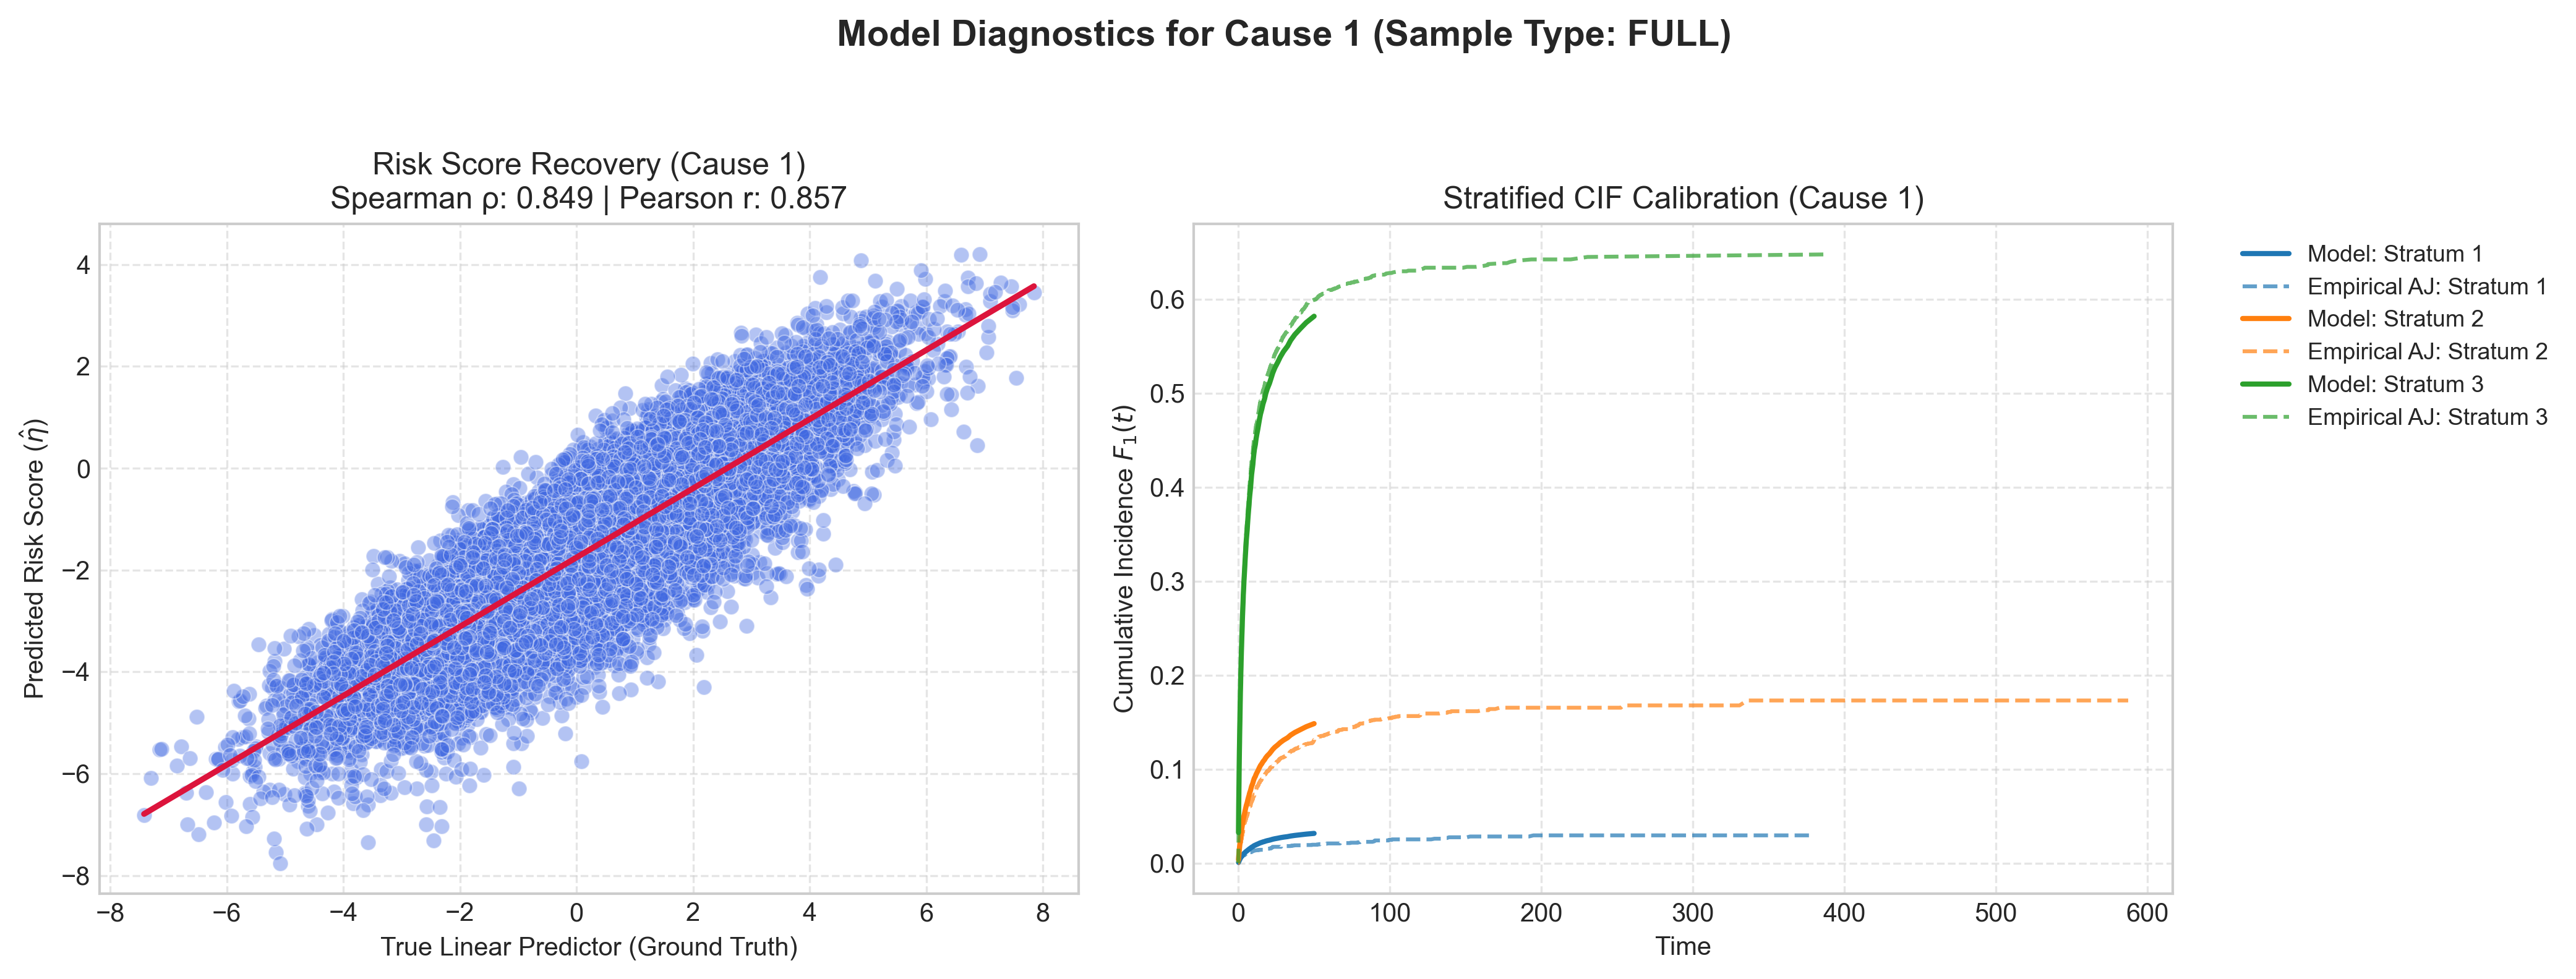 Model Diagnostics for Cause 1 (Sample Type: FULL)
Risk Score Recovery (Cause 1)
Spearman ρ: 0.849 | Pearson r: 0.857
4
2
0
−2
−4
−6
−8
Predicted Risk Score (η̂)
−8 −6 −4 −2 0 2 4 6 8
True Linear Predictor (Ground Truth)
Stratified CIF Calibration (Cause 1)
0.6
0.5
0.4
0.3
0.2
0.1
0.0
Cumulative Incidence F₁(t)
0 100 200 300 400 500 600
Time
Model: Stratum 1
Empirical AJ: Stratum 1
Model: Stratum 2
Empirical AJ: Stratum 2
Model: Stratum 3
Empirical AJ: Stratum 3